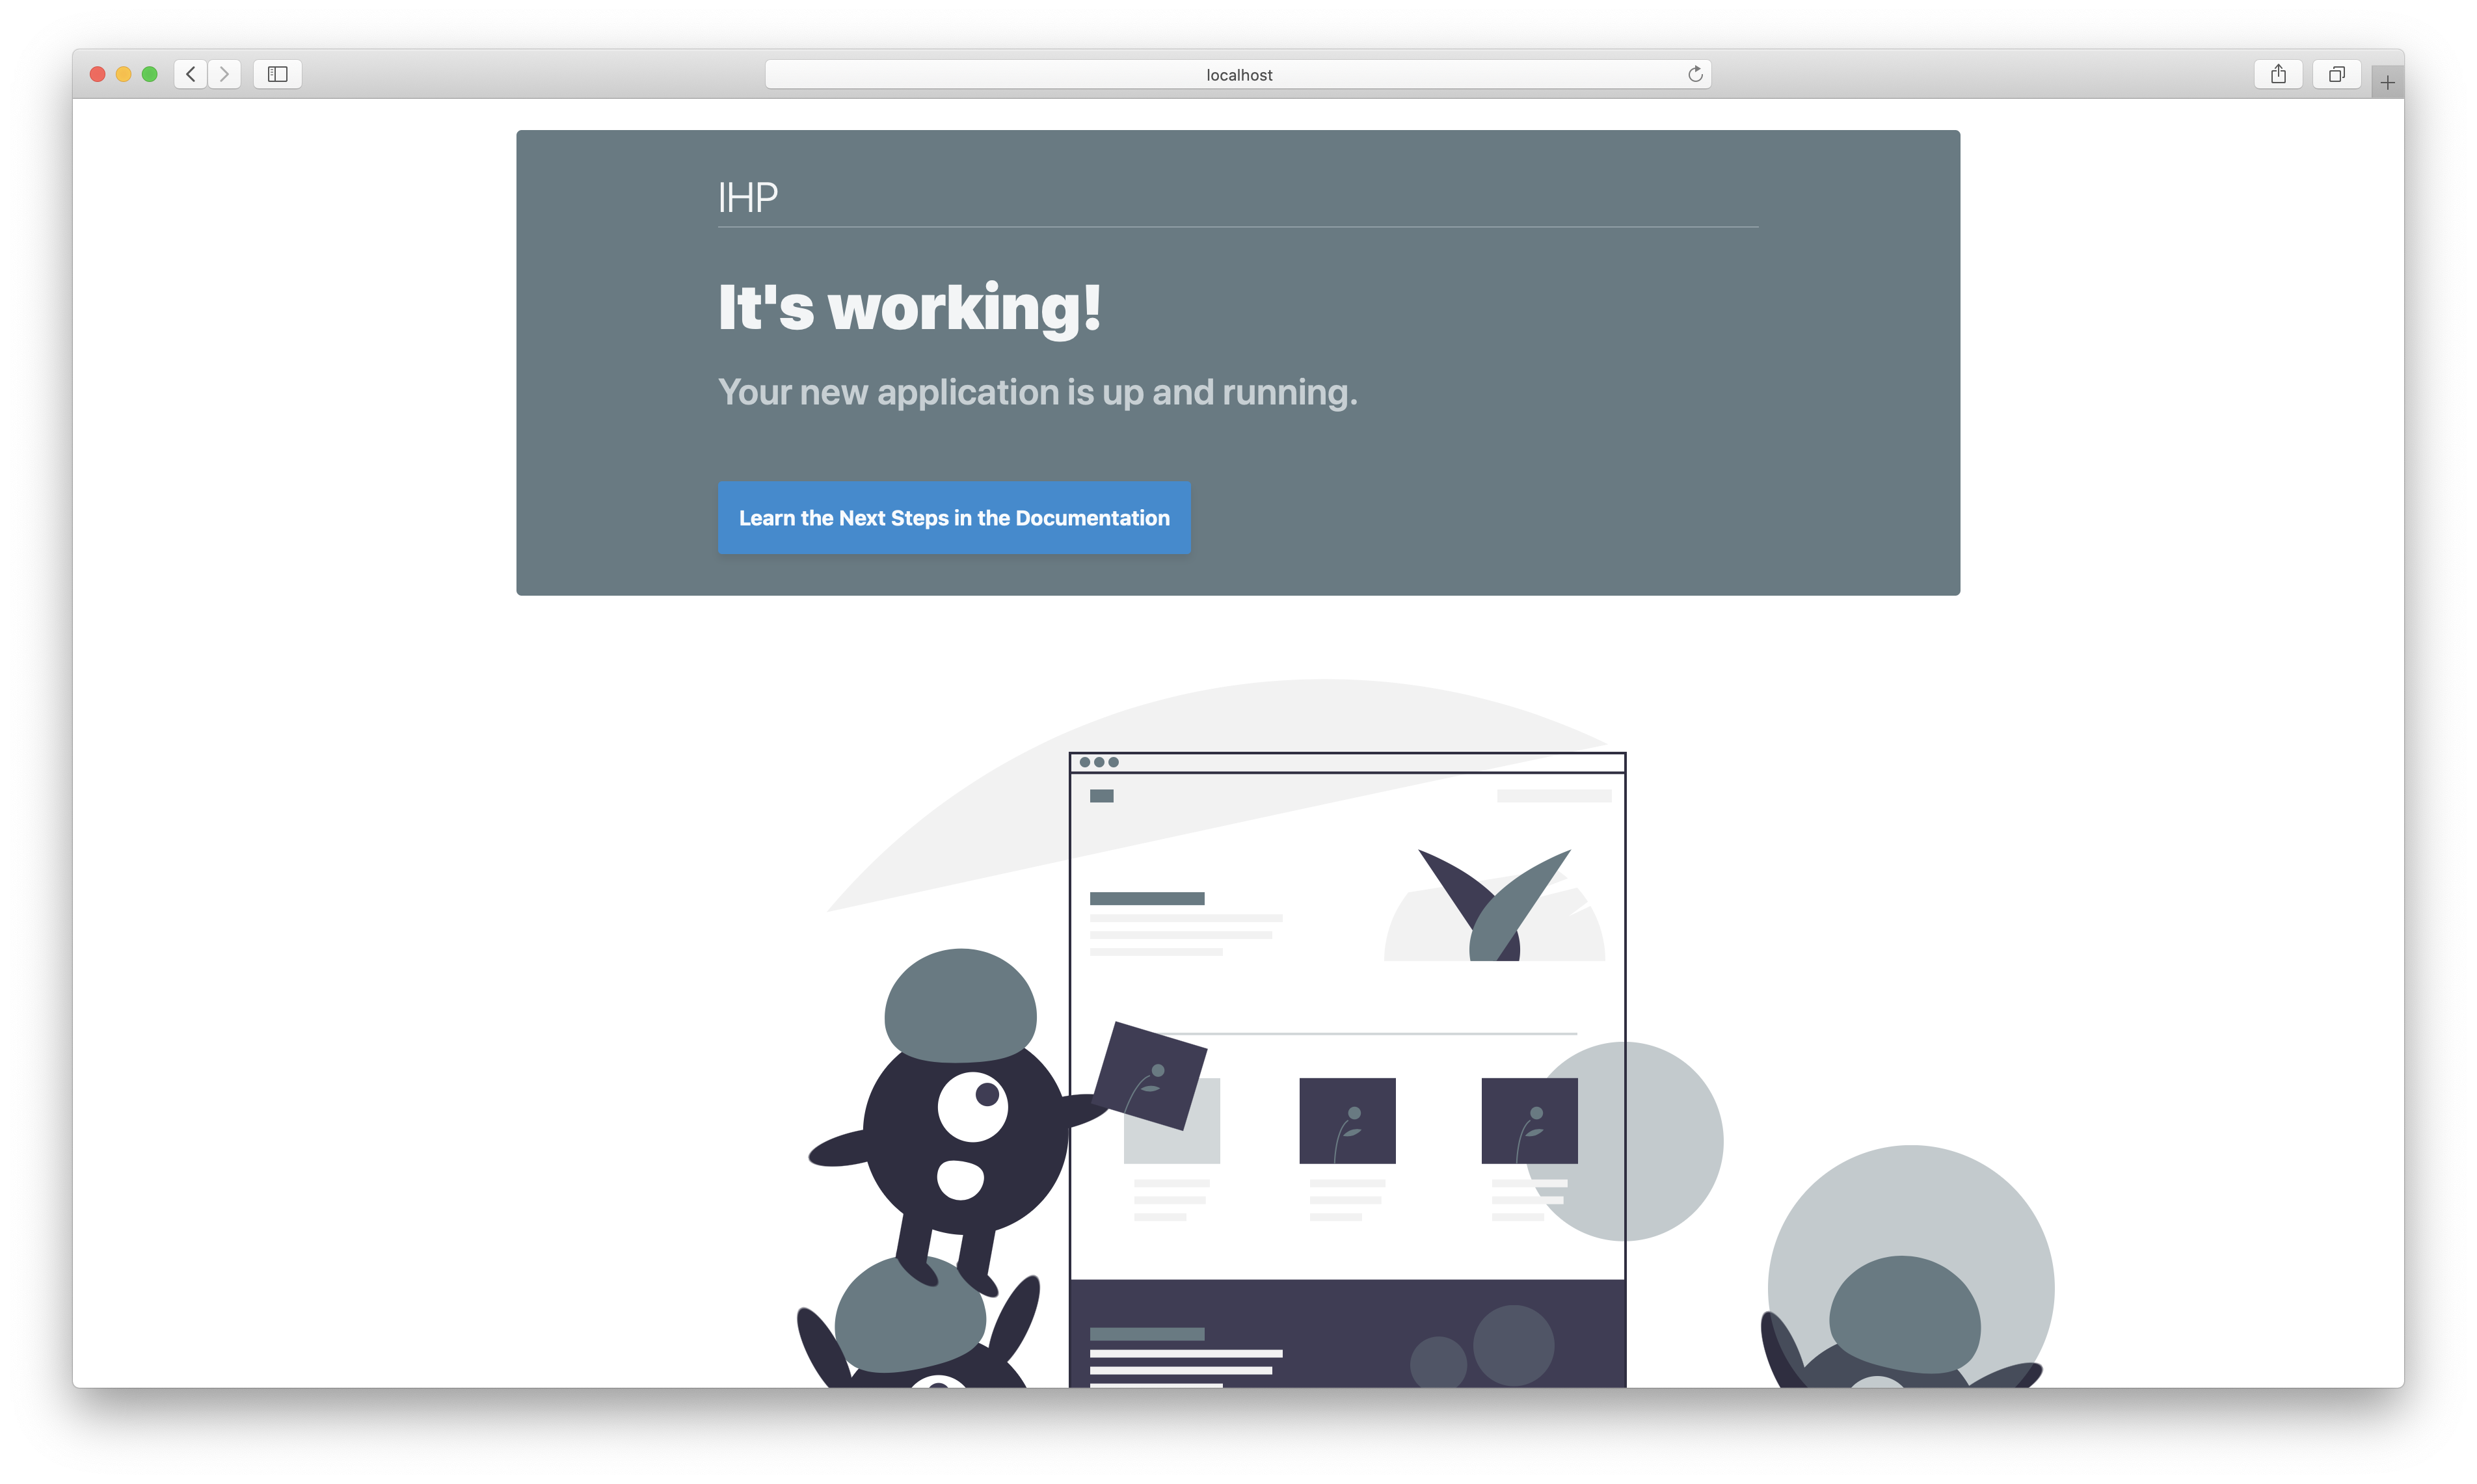 localhost
IHP
It's working!
Your new application is up and running.
Learn the Next Steps in the Documentation